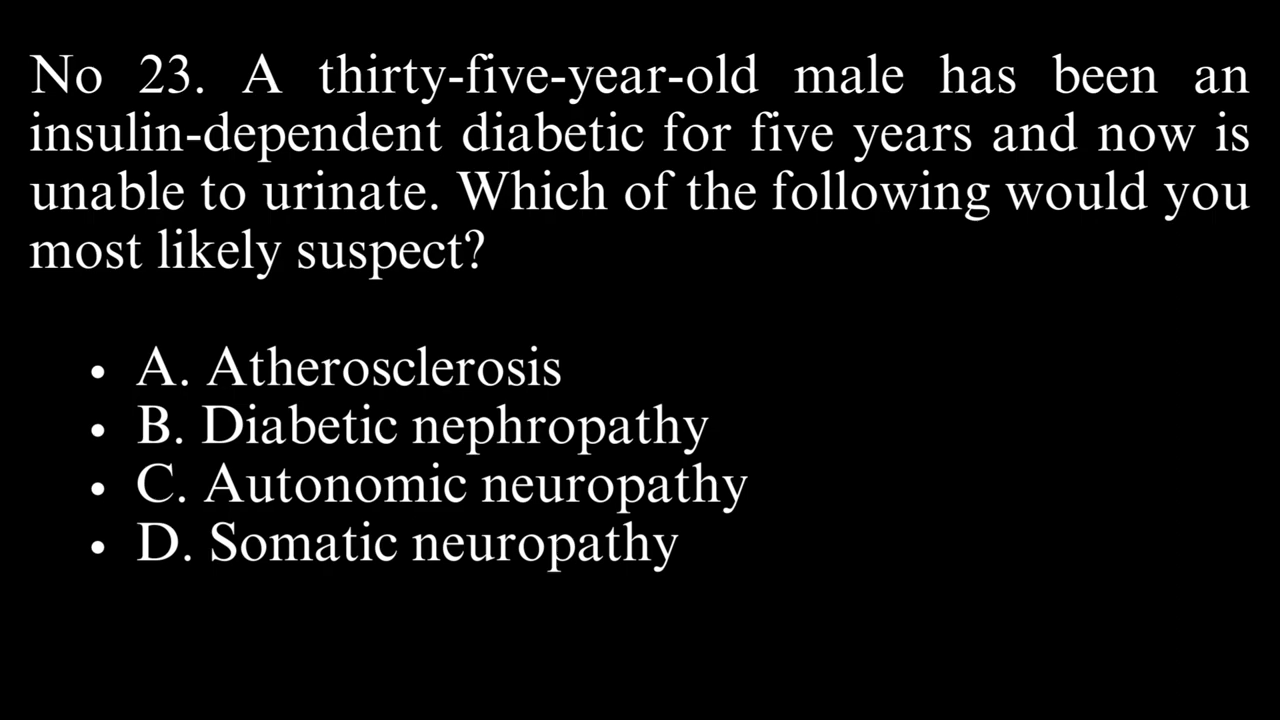 No 23. A thirty-five-year-old male has been an
insulin-dependent diabetic for five years and now is
unable to urinate. Which of the following would you
most likely suspect?
• A. Atherosclerosis
• B. Diabetic nephropathy
• C. Autonomic neuropathy
• D. Somatic neuropathy